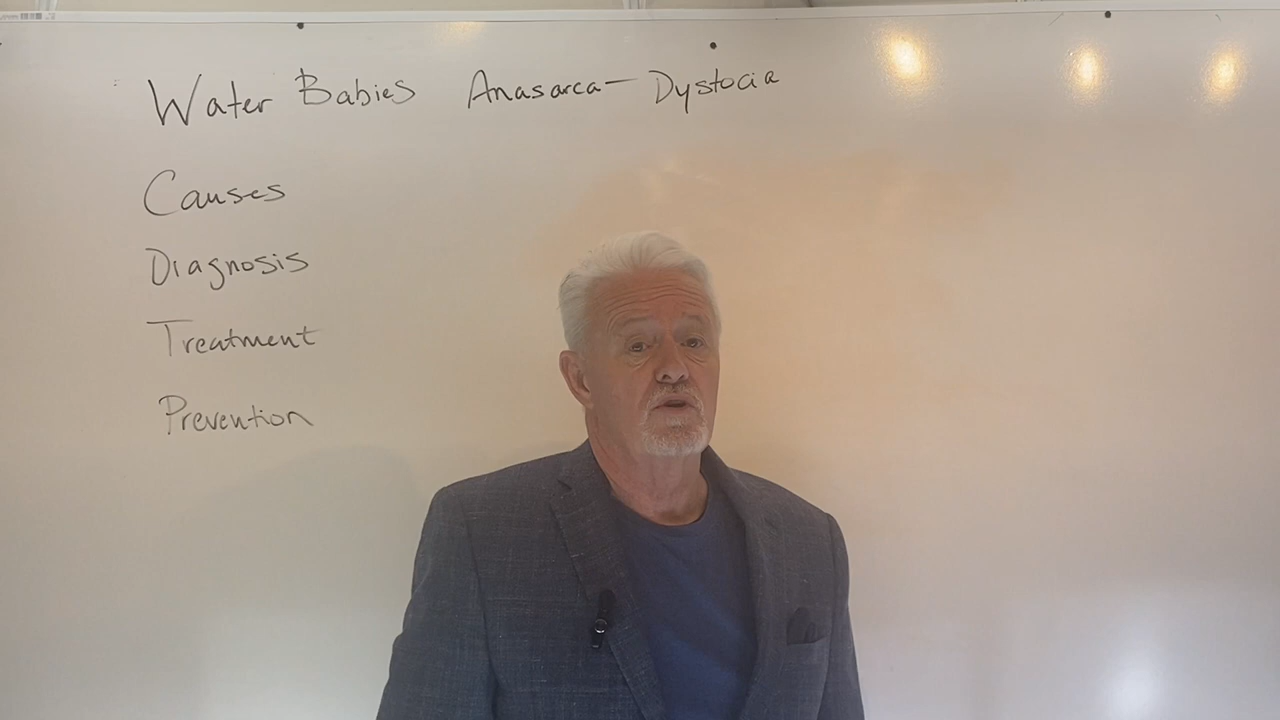 Water Babies Anasarca— Dystocia
Causes
Diagnosis
Treatment
Prevention